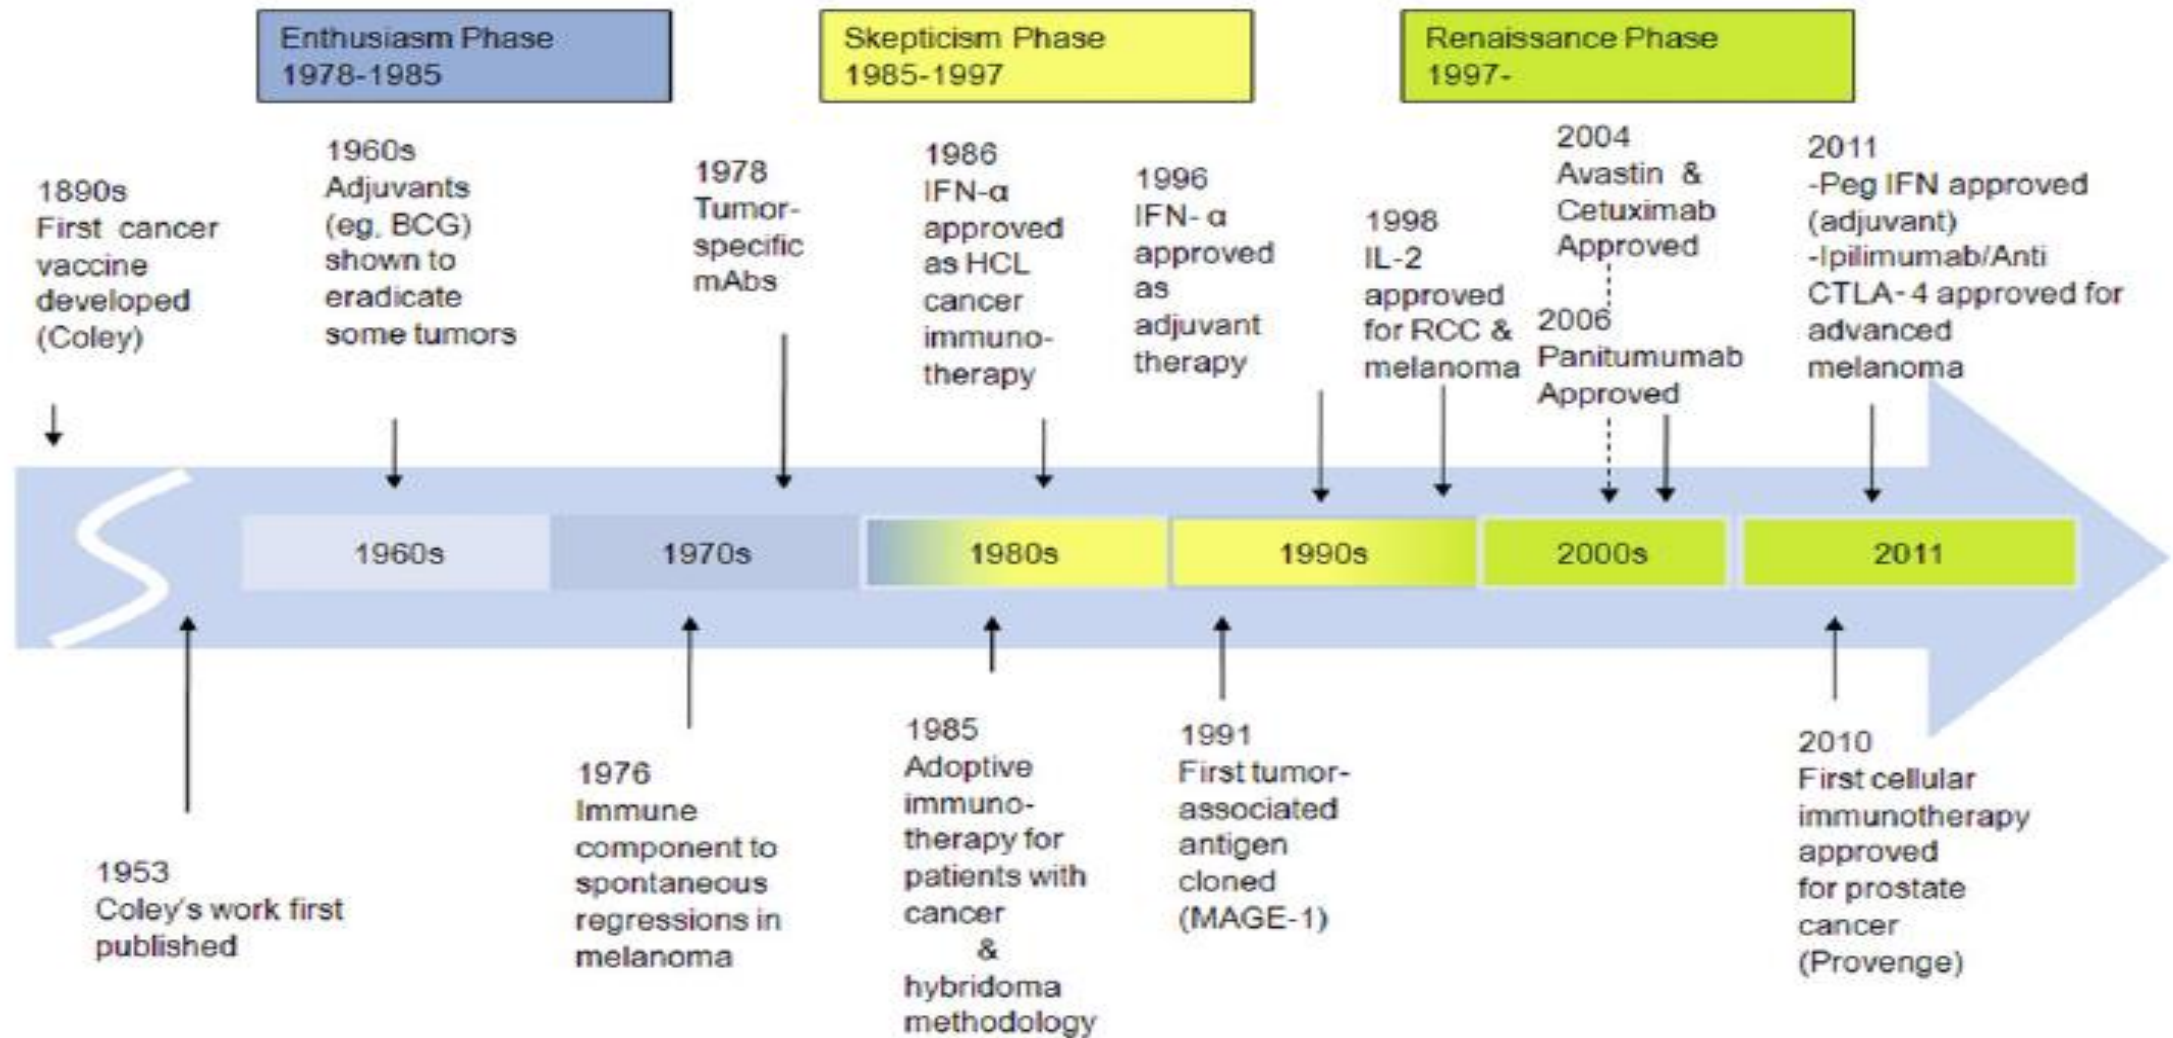 Enthusiasm Phase
1978-1985
Skepticism Phase
1985-1997
Renaissance Phase
1997-
1890s
First cancer
vaccine
developed
(Coley)
1960s
Adjuvants
(eg, BCG)
shown to
eradicate
some tumors
1978
Tumor-
specific
mAbs
1986
IFN-α
approved
as HCL
cancer
immuno-
therapy
1996
IFN- α
approved
as
adjuvant
therapy
1998
IL-2
approved
for RCC &
melanoma
2004
Avastin &
Cetuximab
Approved
2006
Panitumumab
Approved
2011
-Peg IFN approved
(adjuvant)
-Ipilimumab/Anti
CTLA-4 approved for
advanced
melanoma
1960s
1970s
1980s
1990s
2000s
2011
1953
Coley's work first
published
1976
Immune
component to
spontaneous
regressions in
melanoma
1985
Adoptive
immuno-
therapy for
patients with
cancer
&
hybridoma
methodology
1991
First tumor-
associated
antigen
cloned
(MAGE-1)
2010
First cellular
immunotherapy
approved
for prostate
cancer
(Provenge)